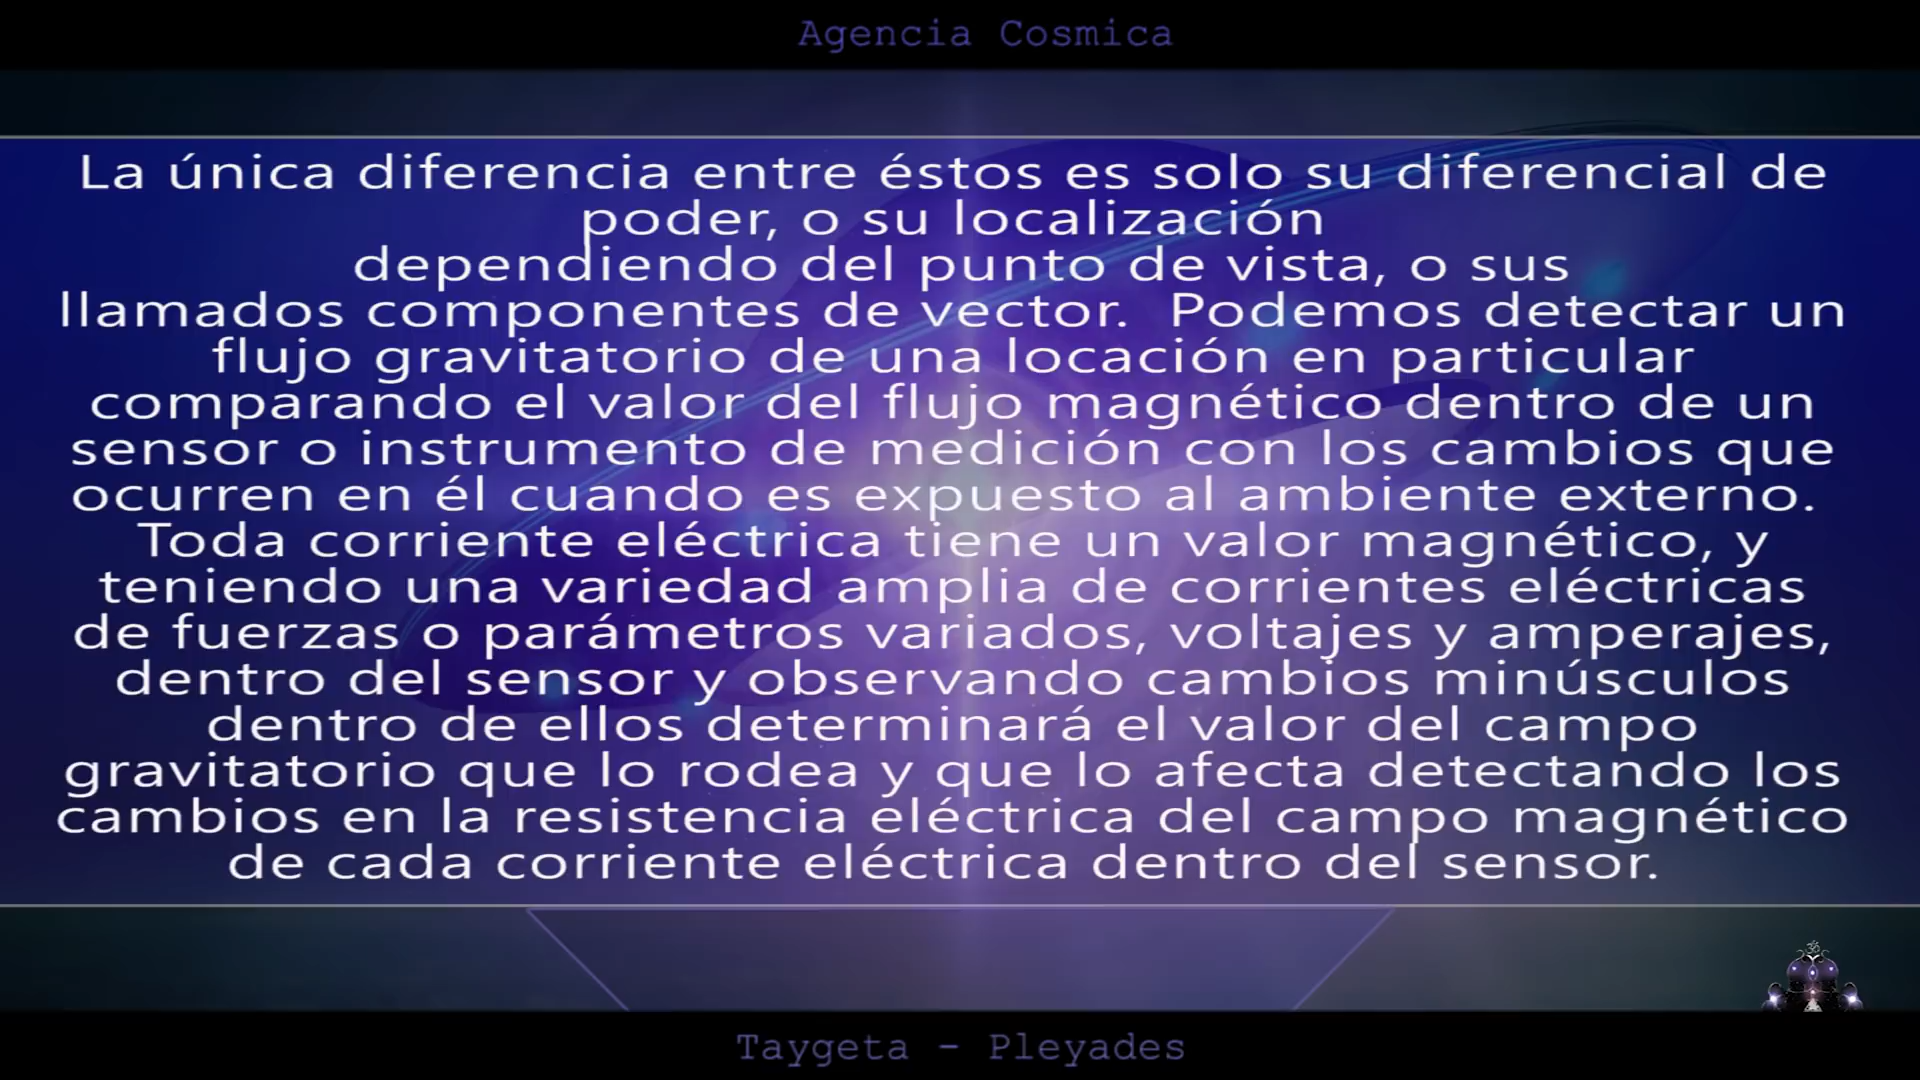 Agencia Cosmica
La única diferencia entre éstos es solo su diferencial de
poder, o su localización
dependiendo del punto de vista, o sus
llamados componentes de vector.  Podemos detectar un
flujo gravitatorio de una locación en particular
comparando el valor del flujo magnético dentro de un
sensor o instrumento de medición con los cambios que
ocurren en él cuando es expuesto al ambiente externo.
Toda corriente eléctrica tiene un valor magnético, y
teniendo una variedad amplia de corrientes eléctricas
de fuerzas o parámetros variados, voltajes y amperajes,
dentro del sensor y observando cambios minúsculos
dentro de ellos determinará el valor del campo
gravitatorio que lo rodea y que lo afecta detectando los
cambios en la resistencia eléctrica del campo magnético
de cada corriente eléctrica dentro del sensor.
ॐ
Taygeta - Pleyades